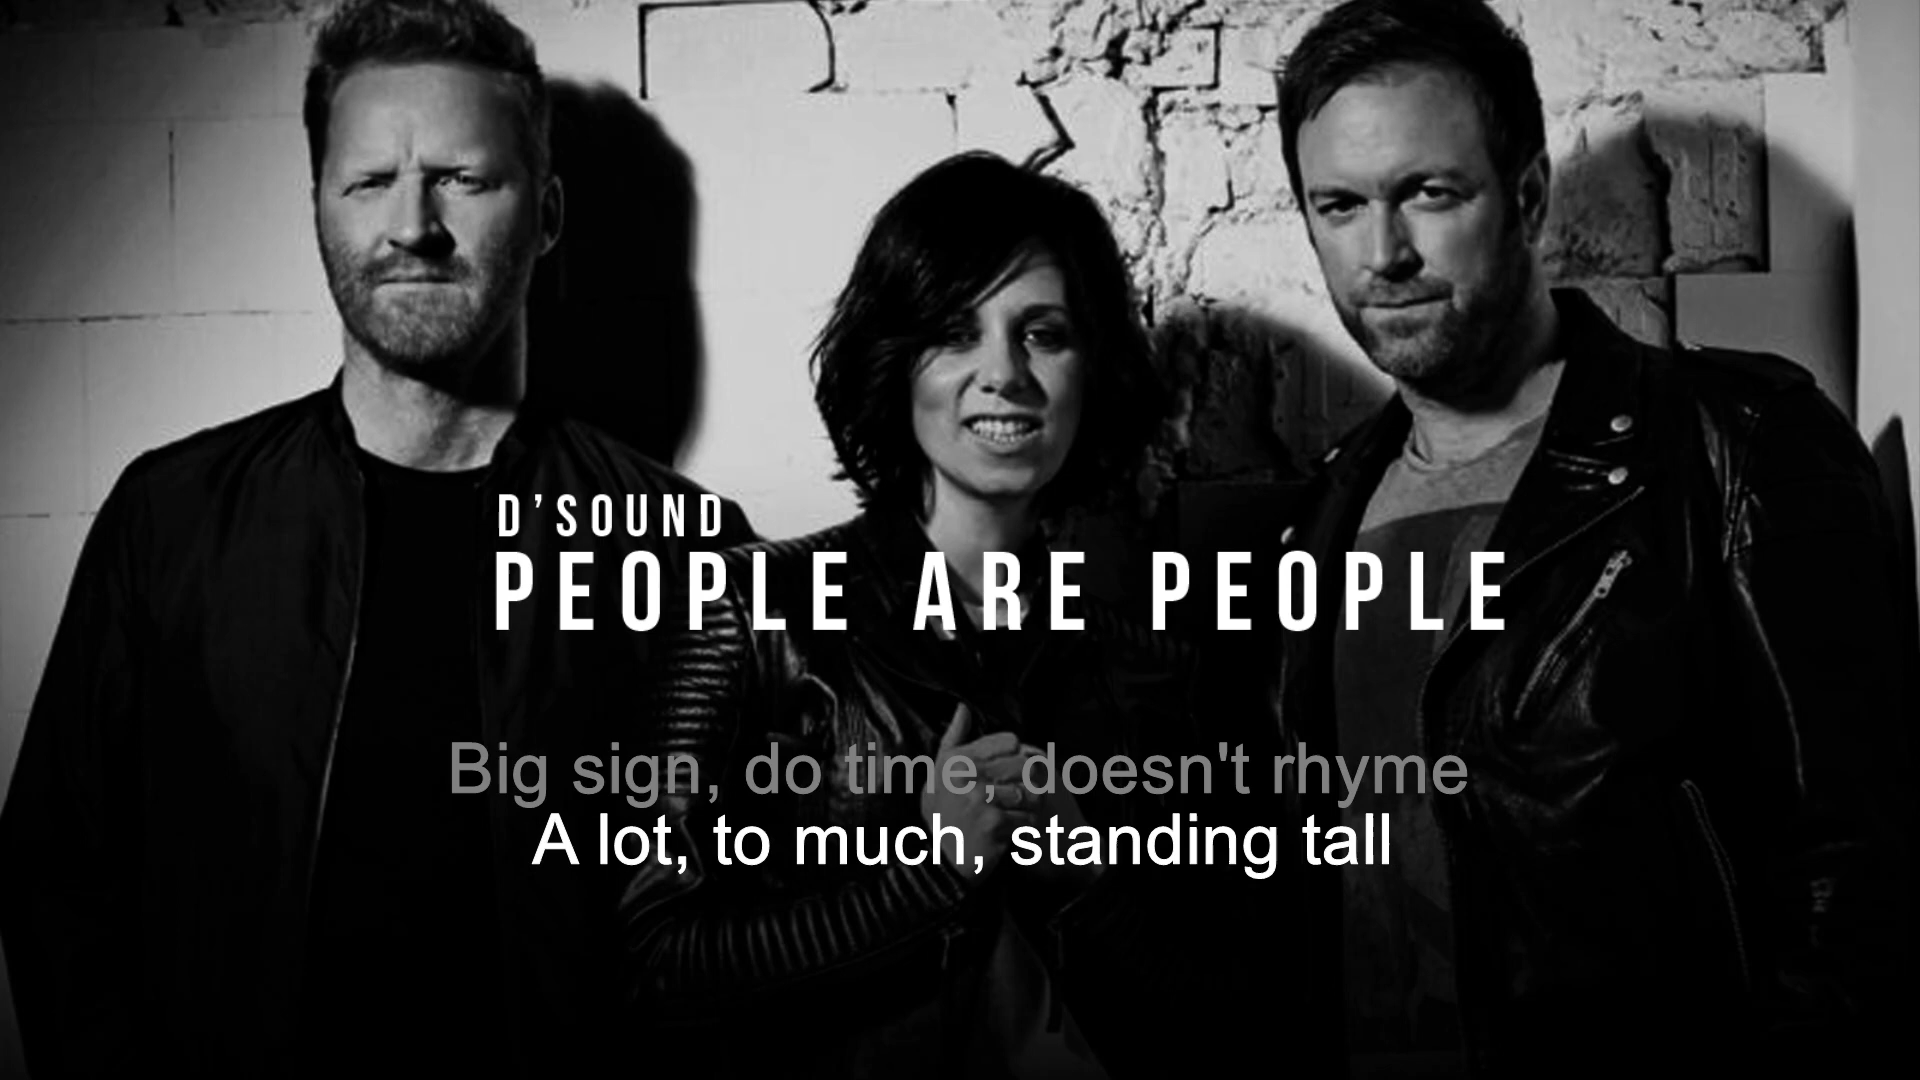 D'SOUND
PEOPLE ARE PEOPLE
Big sign, do time, doesn't rhyme
A lot, to much, standing tall